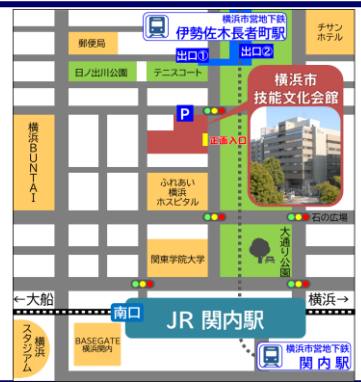 横浜市営地下鉄
伊勢佐木長者町駅
チサン
ホテル
郵便局
出口①
出口②
日ノ出川公園
テニスコート
横浜市
技能文化会館
P
正面入口
横浜BUNTAI
ふれあい
横浜
ホスピタル
石の広場
関東学院大学
大通り公園
←大船
横浜→
南口
JR 関内駅
横浜スタジアム
BASEGATE
横浜関内
横浜市営地下鉄
関内駅